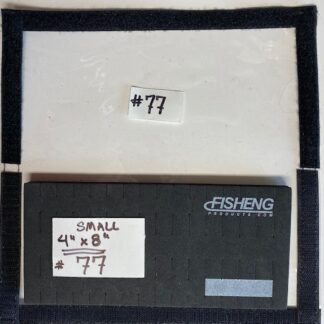 #77
FISHENG
PRODUCTS.COM
SMALL
4" x 8"
# 77